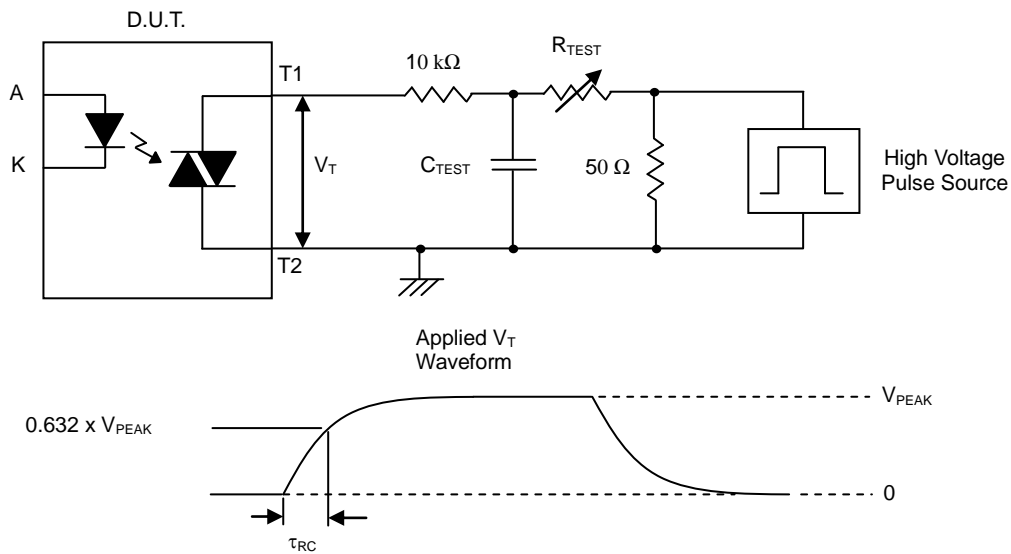 D.U.T.
A
K
T1
T2
V_T
10 kΩ
R_TEST
C_TEST
50 Ω
High Voltage
Pulse Source
Applied V_T
Waveform
0.632 x V_PEAK
V_PEAK
0
τ_RC